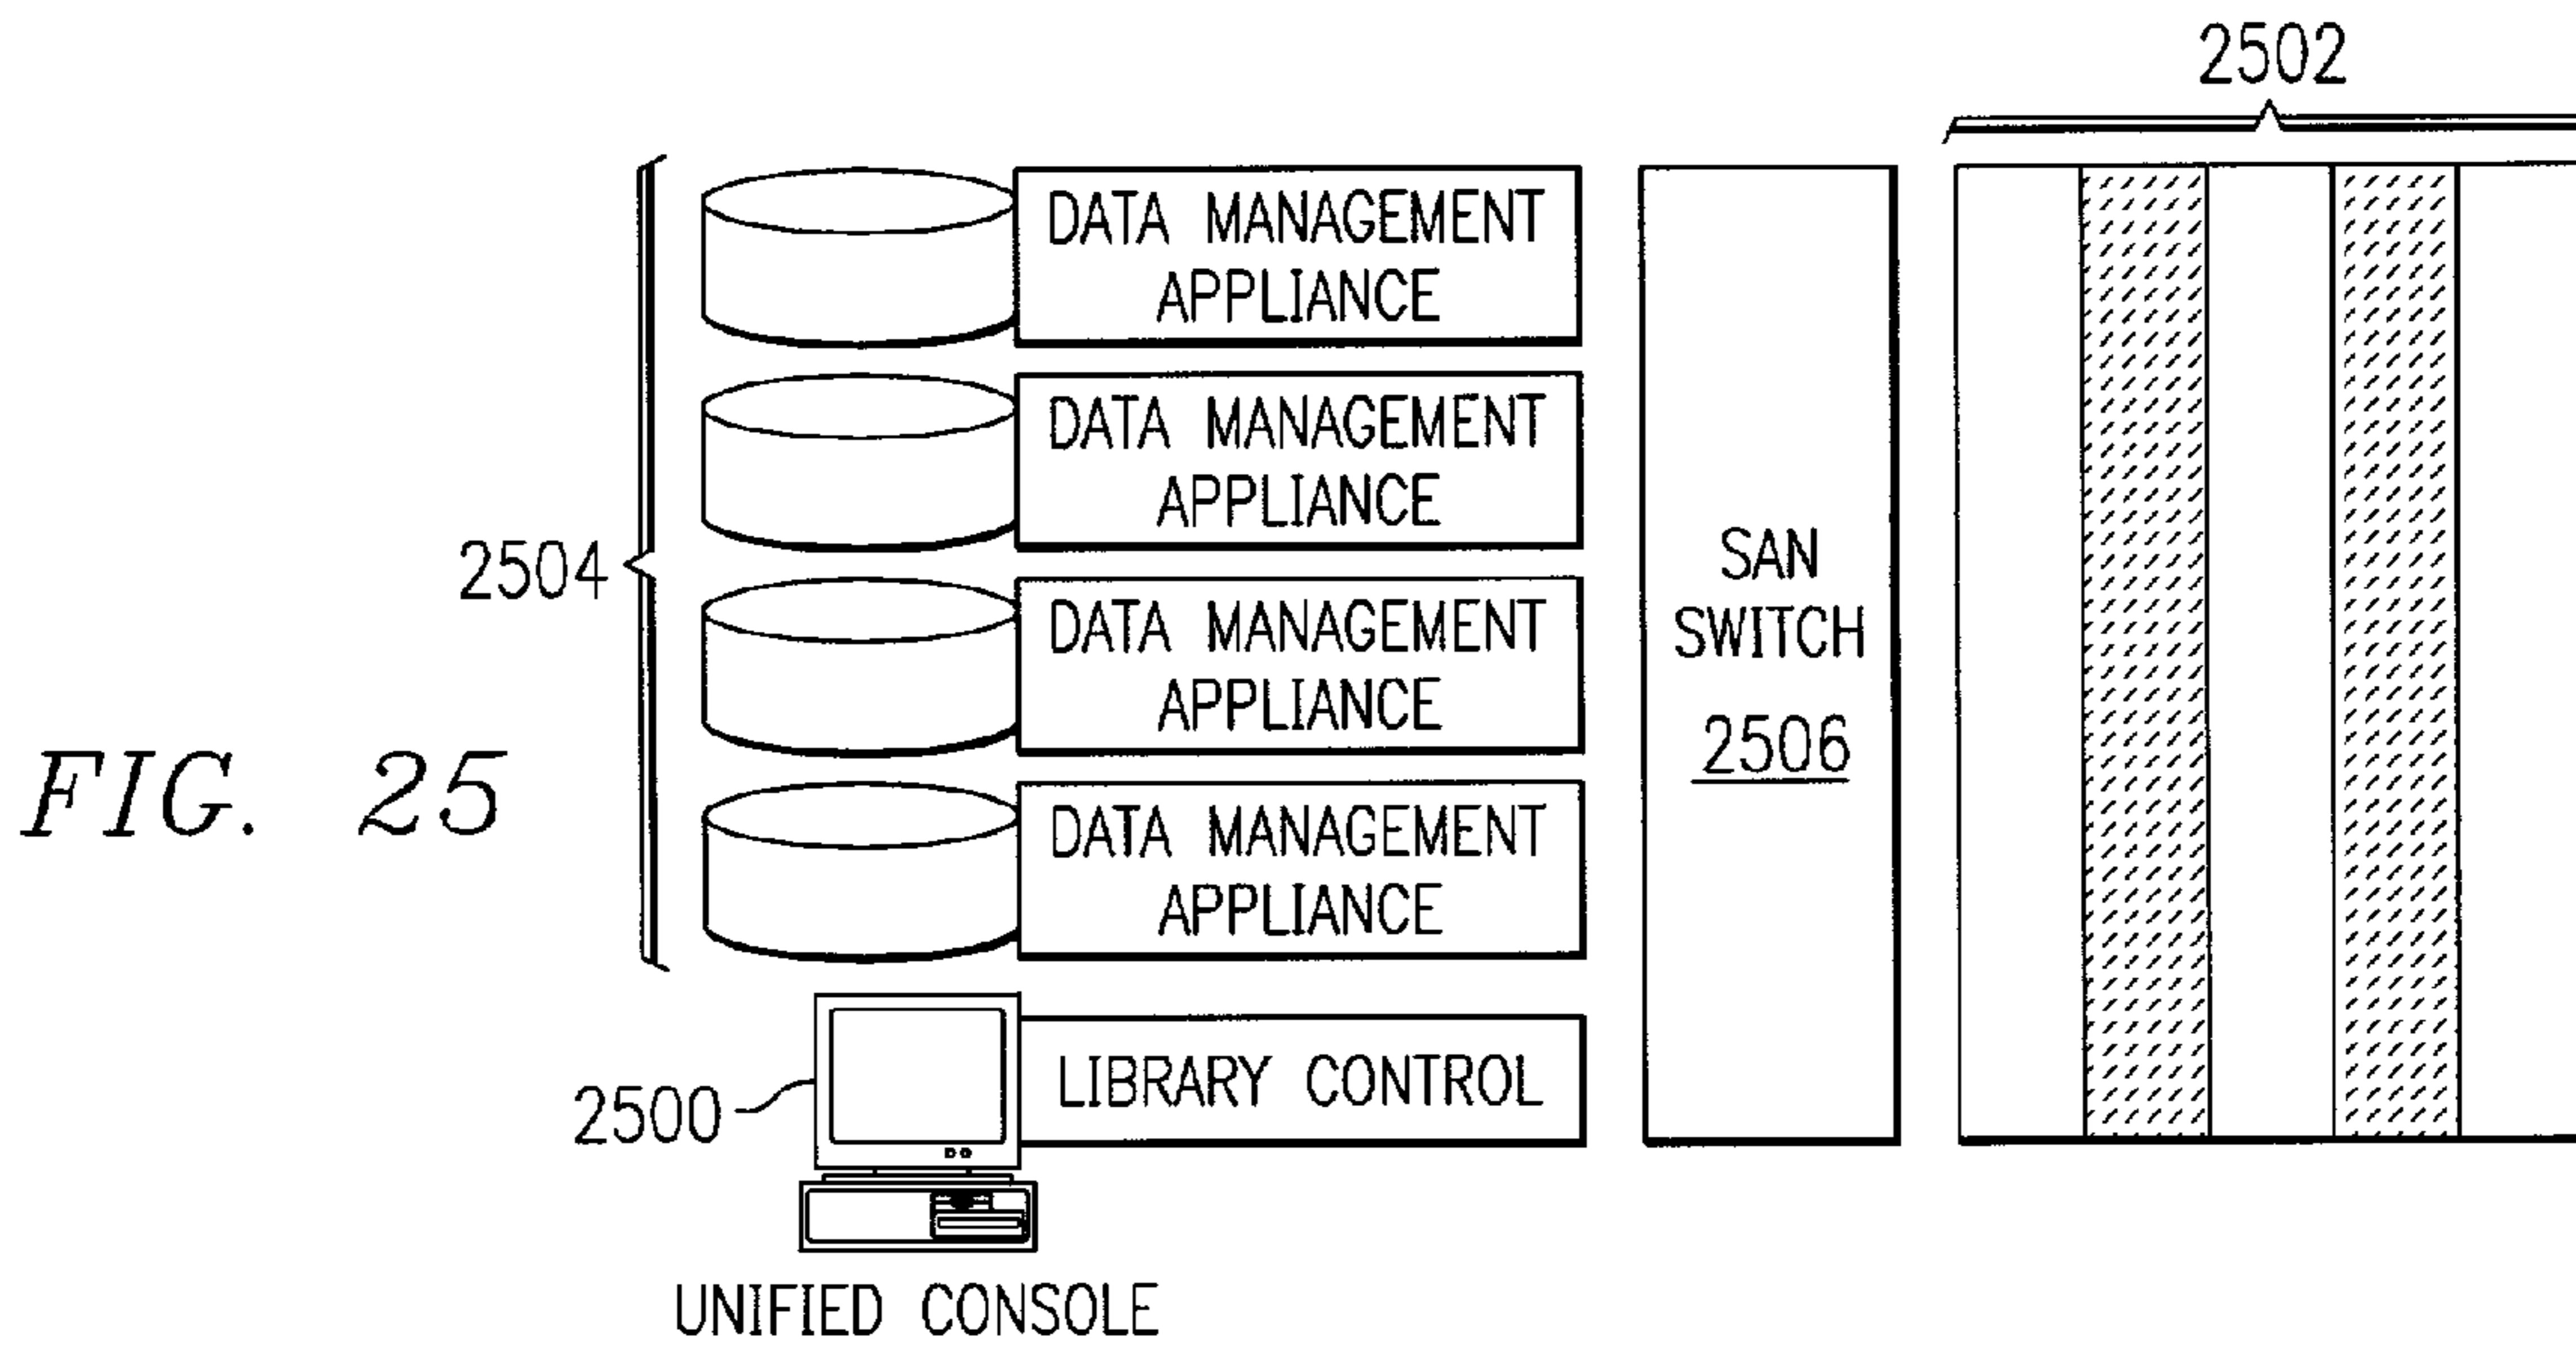 2502
DATA MANAGEMENT
APPLIANCE
DATA MANAGEMENT
APPLIANCE
2504
DATA MANAGEMENT
APPLIANCE
DATA MANAGEMENT
APPLIANCE
SAN
SWITCH
2506
FIG. 25
2500
LIBRARY CONTROL
UNIFIED CONSOLE